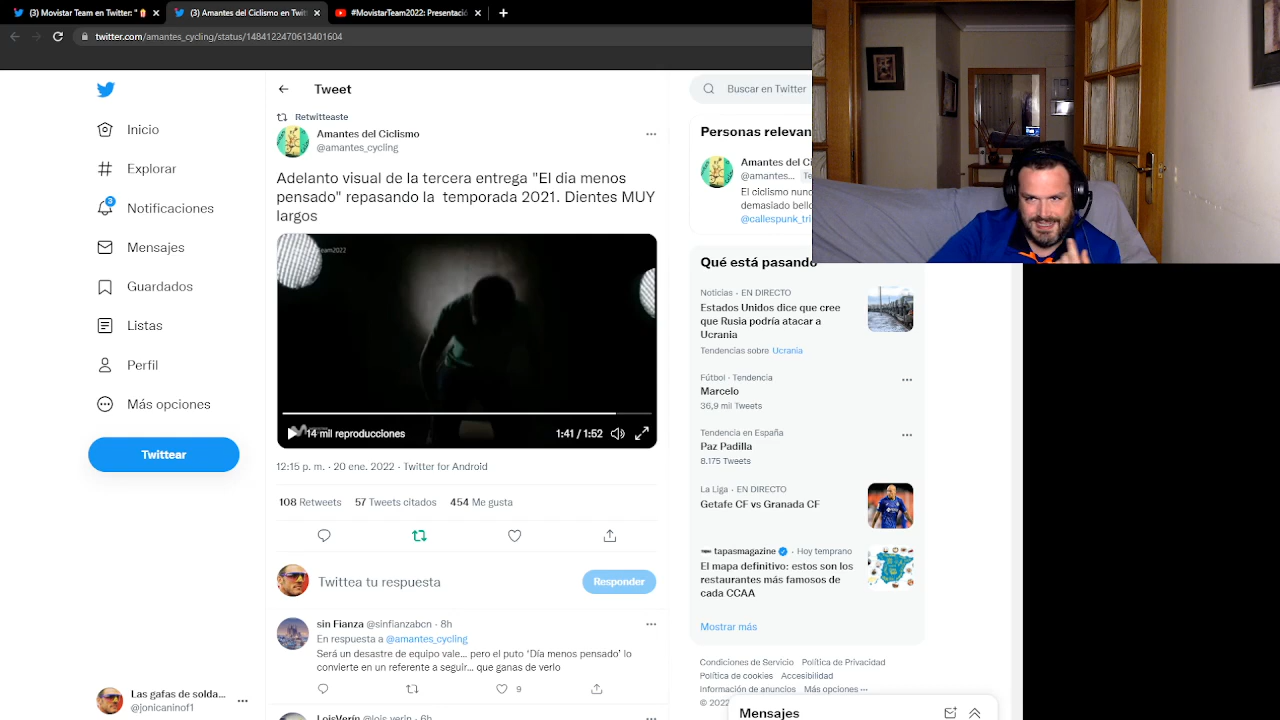 (3) Movistar Team en Twitter: "
(3) Amantes del Ciclismo en Twitt
#MovistarTeam2022: Presentació
twitter.com/amantes_cycling/status/1484122470613401604
Inicio
Explorar
3
Notificaciones
Mensajes
Guardados
Listas
Perfil
Más opciones
Twittear
Las gafas de solda...
@jonicaninof1
Tweet
Retwitteaste
Amantes del Ciclismo
@amantes_cycling
Adelanto visual de la tercera entrega "El dia menos
pensado" repasando la temporada 2021. Dientes MUY
largos
team2022
14 mil reproducciones
1:41 / 1:52
12:15 p. m. · 20 ene. 2022 · Twitter for Android
108 Retweets 57 Tweets citados 454 Me gusta
Twittea tu respuesta
Responder
sin Fianza @sinfianzabcn · 8h
En respuesta a @amantes_cycling
Será un desastre de equipo vale... pero el puto 'Día menos pensado' lo
convierte en un referente a seguir... que ganas de verlo
9
LoisVerín @lois_verin · 6h
Buscar en Twitter
Personas relevan
Amantes del Ci
@amantes... Te
El ciclismo nunc
demasiado bello
@callespunk_tri
Qué está pasando
Noticias · EN DIRECTO
Estados Unidos dice que cree
que Rusia podría atacar a
Ucrania
Tendencias sobre Ucrania
Fútbol · Tendencia
Marcelo
36,9 mil Tweets
Tendencia en España
Paz Padilla
8.175 Tweets
La Liga · EN DIRECTO
Getafe CF vs Granada CF
tapasmagazine · Hoy temprano
El mapa definitivo: estos son los
restaurantes más famosos de
cada CCAA
Mostrar más
Condiciones de Servicio Política de Privacidad
Política de cookies Accesibilidad
Información de anuncios Más opciones ...
© 2022
Mensajes